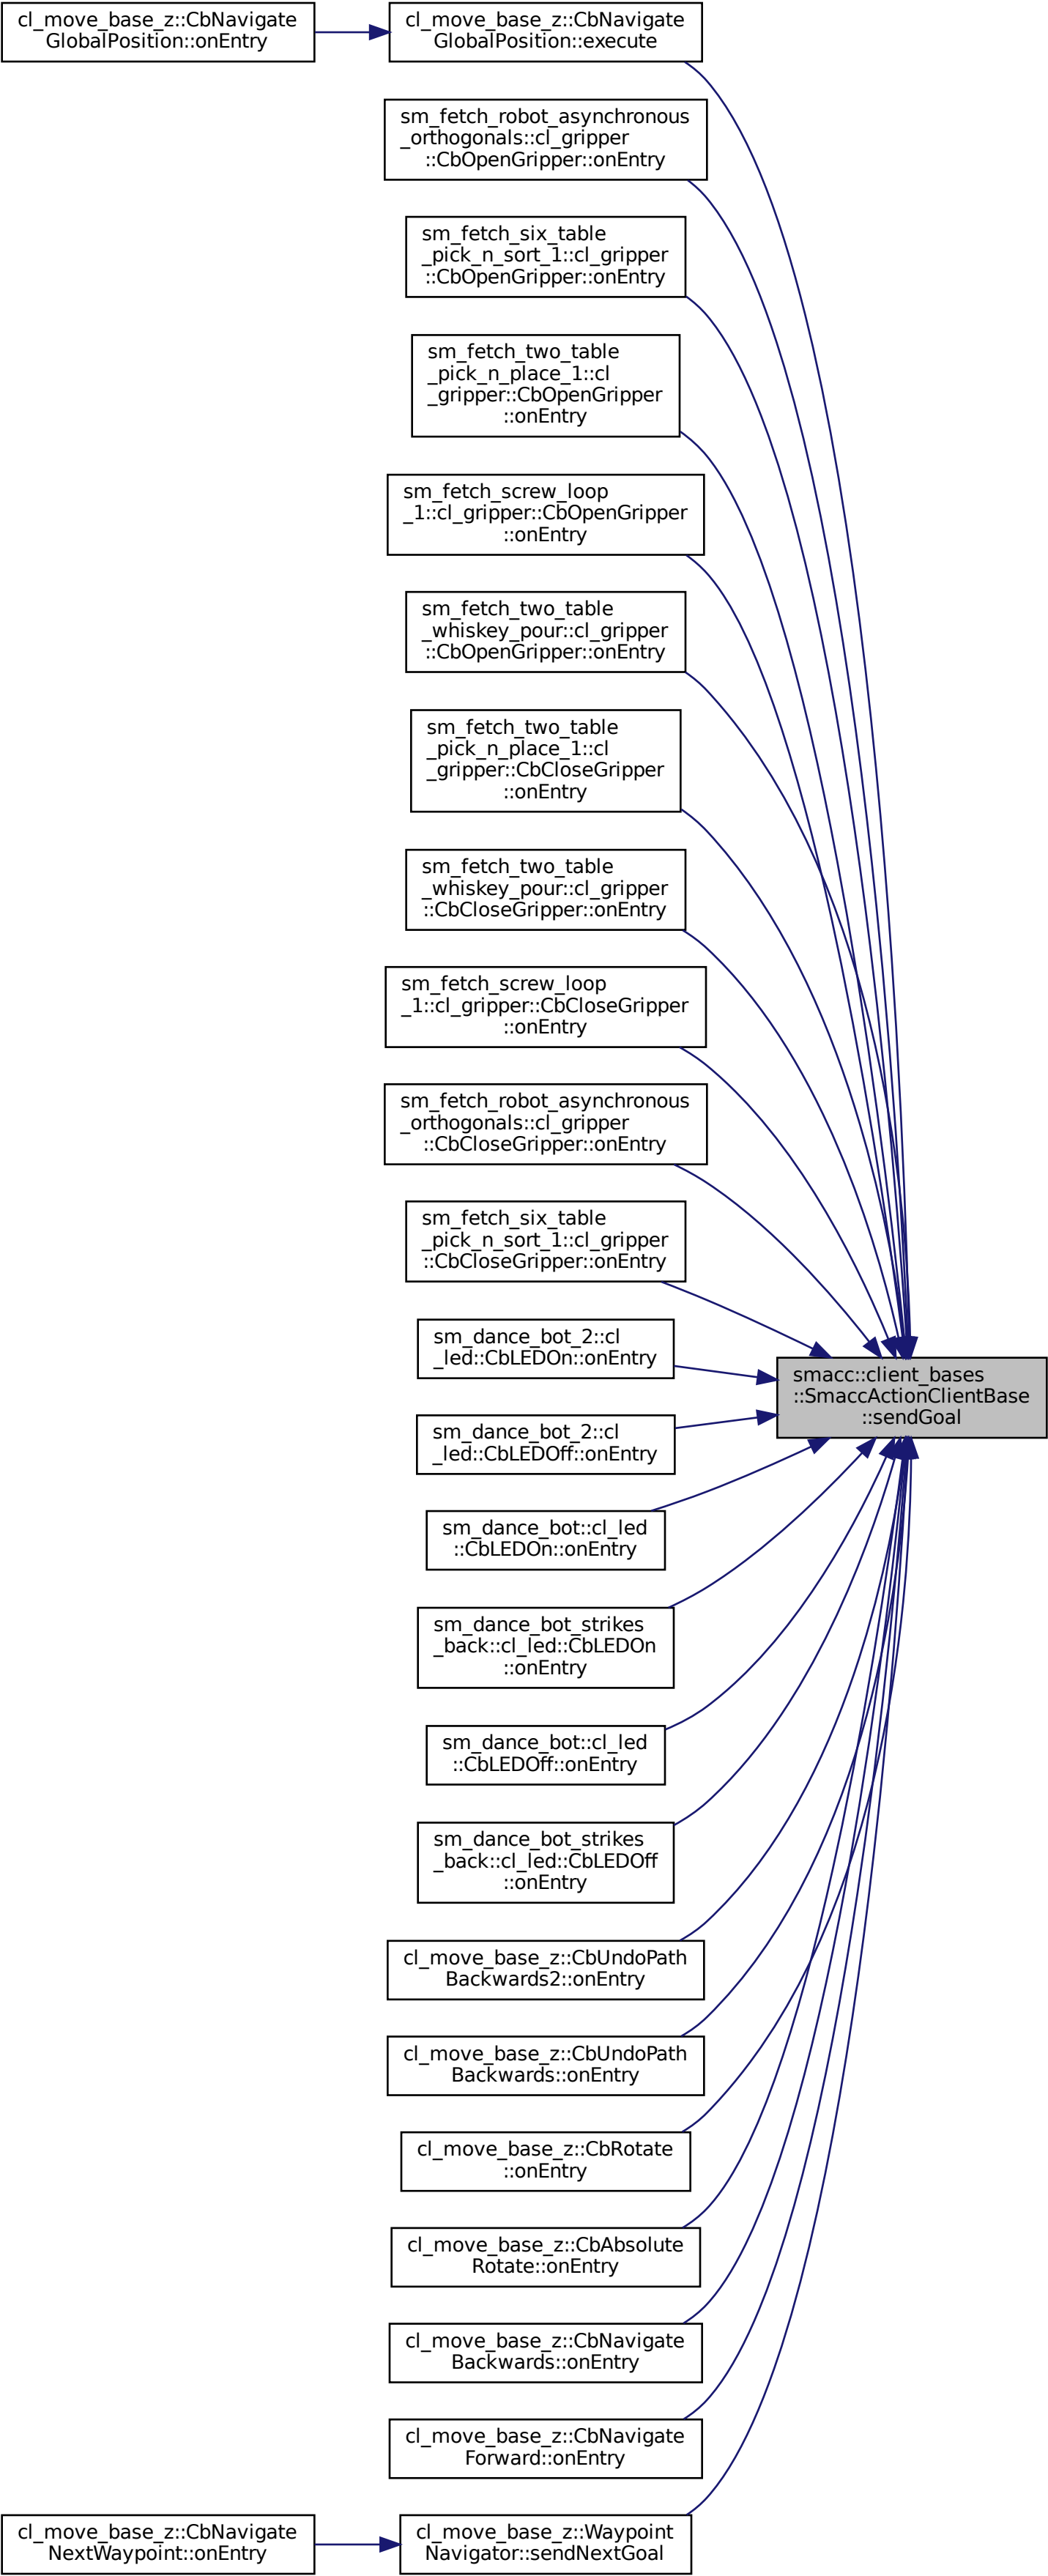 cl_move_base_z::CbNavigate
GlobalPosition::onEntry
cl_move_base_z::CbNavigate
GlobalPosition::execute
sm_fetch_robot_asynchronous
_orthogonals::cl_gripper
::CbOpenGripper::onEntry
sm_fetch_six_table
_pick_n_sort_1::cl_gripper
::CbOpenGripper::onEntry
sm_fetch_two_table
_pick_n_place_1::cl
_gripper::CbOpenGripper
::onEntry
sm_fetch_screw_loop
_1::cl_gripper::CbOpenGripper
::onEntry
sm_fetch_two_table
_whiskey_pour::cl_gripper
::CbOpenGripper::onEntry
sm_fetch_two_table
_pick_n_place_1::cl
_gripper::CbCloseGripper
::onEntry
sm_fetch_two_table
_whiskey_pour::cl_gripper
::CbCloseGripper::onEntry
sm_fetch_screw_loop
_1::cl_gripper::CbCloseGripper
::onEntry
sm_fetch_robot_asynchronous
_orthogonals::cl_gripper
::CbCloseGripper::onEntry
sm_fetch_six_table
_pick_n_sort_1::cl_gripper
::CbCloseGripper::onEntry
sm_dance_bot_2::cl
_led::CbLEDOn::onEntry
smacc::client_bases
::SmaccActionClientBase
::sendGoal
sm_dance_bot_2::cl
_led::CbLEDOff::onEntry
sm_dance_bot::cl_led
::CbLEDOn::onEntry
sm_dance_bot_strikes
_back::cl_led::CbLEDOn
::onEntry
sm_dance_bot::cl_led
::CbLEDOff::onEntry
sm_dance_bot_strikes
_back::cl_led::CbLEDOff
::onEntry
cl_move_base_z::CbUndoPath
Backwards2::onEntry
cl_move_base_z::CbUndoPath
Backwards::onEntry
cl_move_base_z::CbRotate
::onEntry
cl_move_base_z::CbAbsolute
Rotate::onEntry
cl_move_base_z::CbNavigate
Backwards::onEntry
cl_move_base_z::CbNavigate
Forward::onEntry
cl_move_base_z::CbNavigate
NextWaypoint::onEntry
cl_move_base_z::Waypoint
Navigator::sendNextGoal